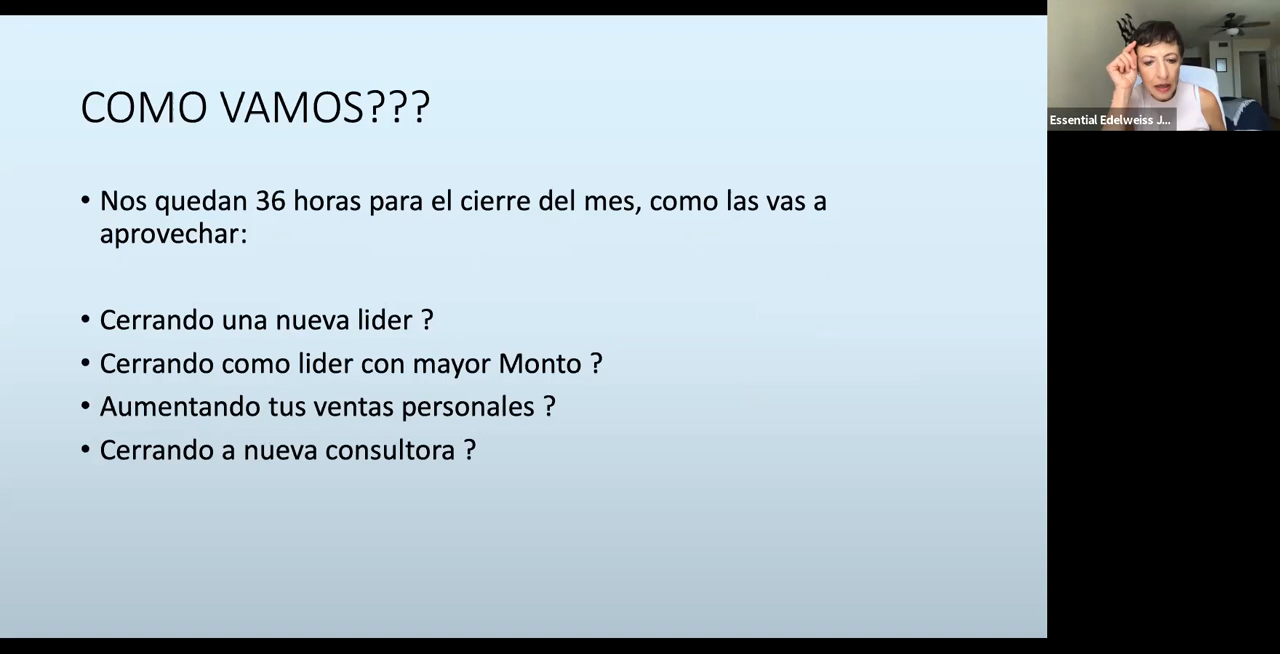 COMO VAMOS???
• Nos quedan 36 horas para el cierre del mes, como las vas a
aprovechar:
• Cerrando una nueva lider ?
• Cerrando como lider con mayor Monto ?
• Aumentando tus ventas personales ?
• Cerrando a nueva consultora ?
Essential Edelweiss J...